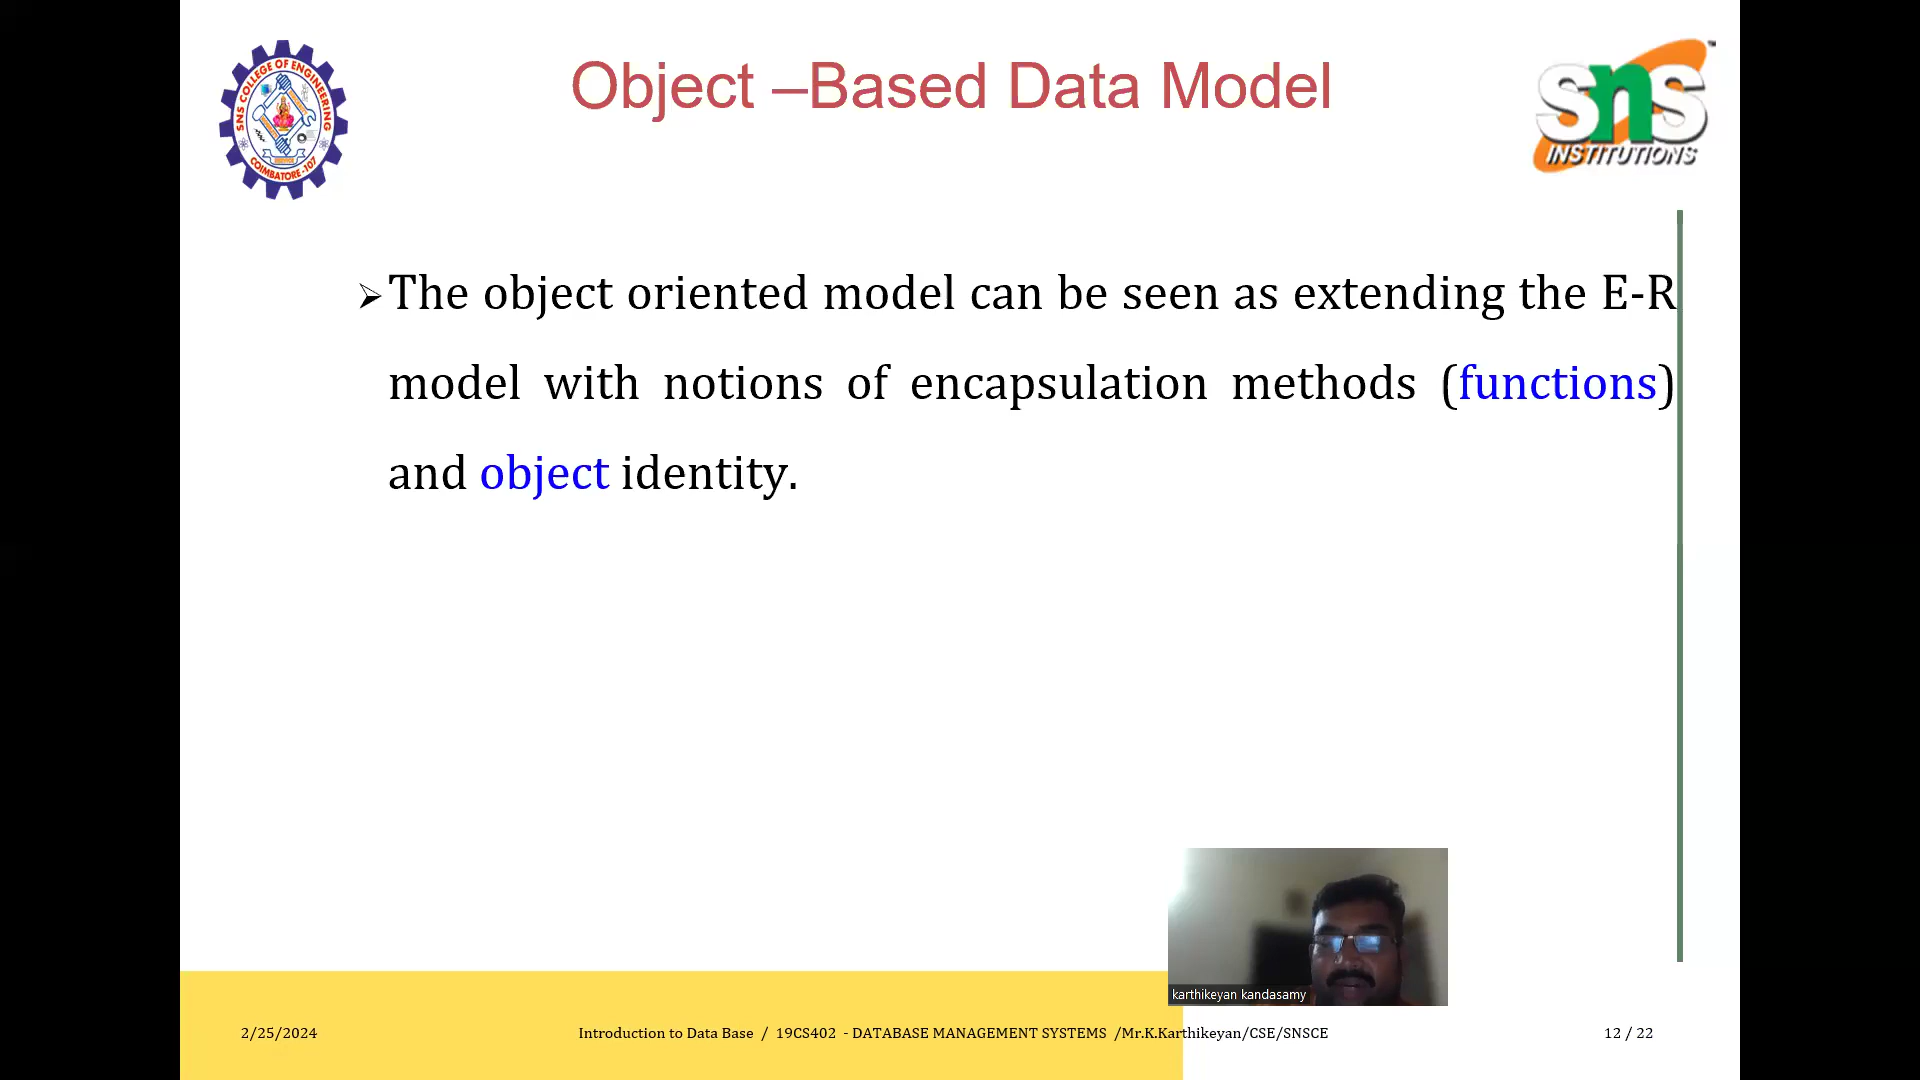 SNS COLLEGE OF ENGINEERING
COIMBATORE -107
Object –Based Data Model
sns
INSTITUTIONS
➢The object oriented model can be seen as extending the E-R
model with notions of encapsulation methods (functions)
and object identity.
karthikeyan kandasamy
2/25/2024
Introduction to Data Base / 19CS402 - DATABASE MANAGEMENT SYSTEMS /Mr.K.Karthikeyan/CSE/SNSCE
12 / 22